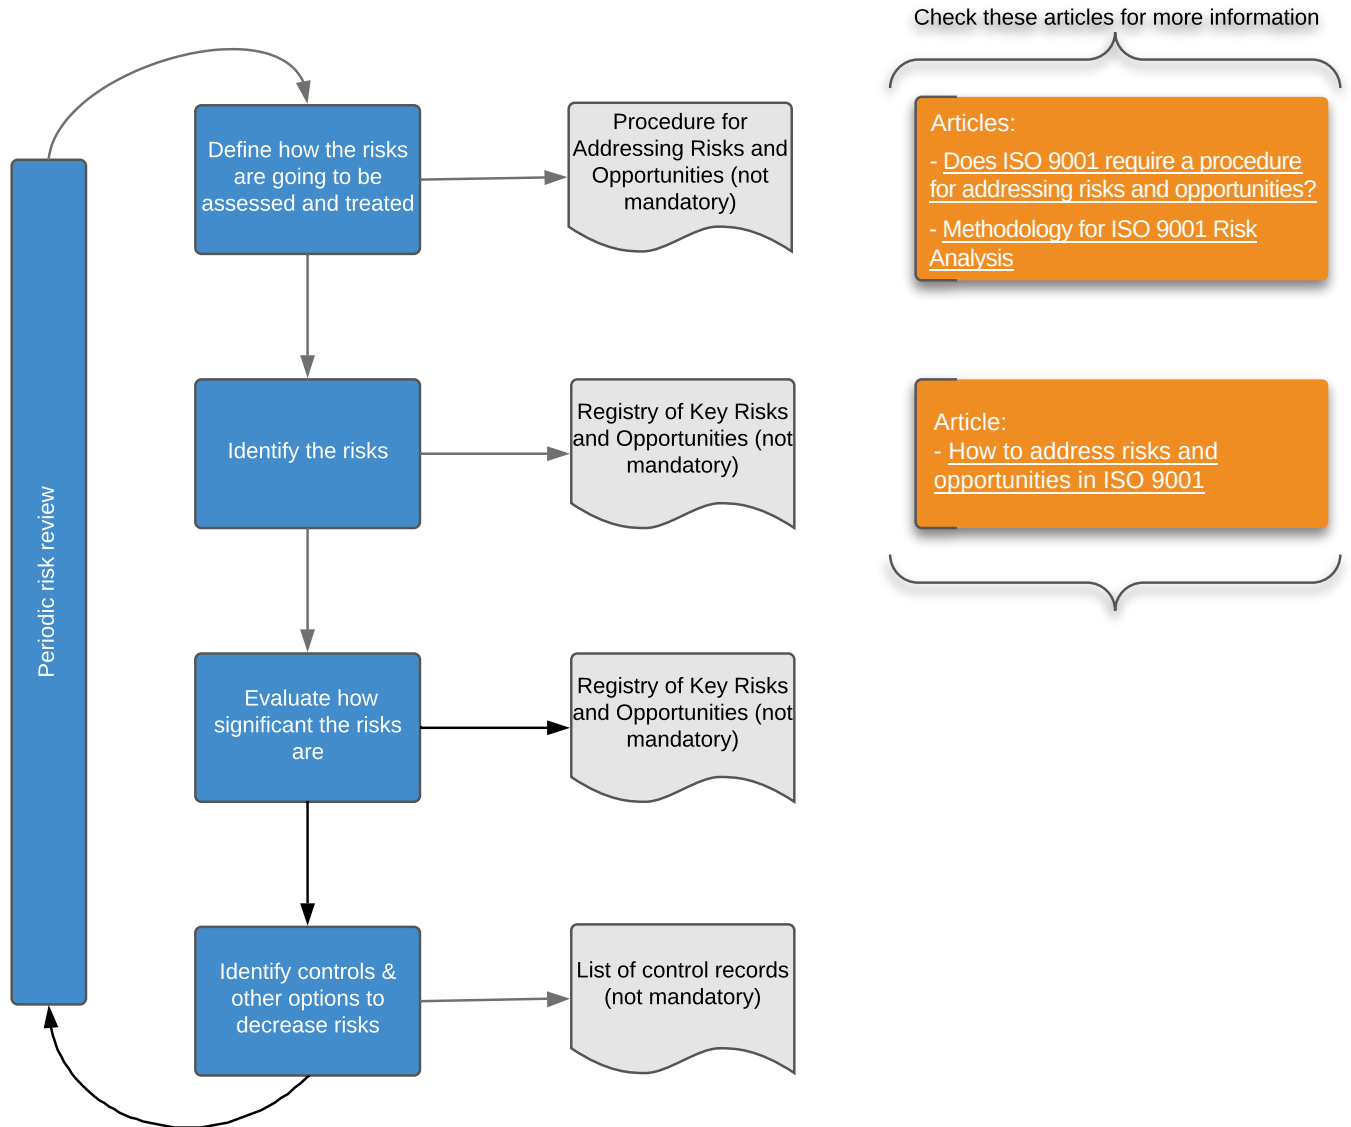 Check these articles for more information
Define how the risks
are going to be
assessed and treated
Procedure for
Addressing Risks and
Opportunities (not
mandatory)
Articles:
- Does ISO 9001 require a procedure
for addressing risks and opportunities?
- Methodology for ISO 9001 Risk
Analysis
Identify the risks
Registry of Key Risks
and Opportunities (not
mandatory)
Article:
- How to address risks and
opportunities in ISO 9001
Periodic risk review
Evaluate how
significant the risks
are
Registry of Key Risks
and Opportunities (not
mandatory)
Identify controls &
other options to
decrease risks
List of control records
(not mandatory)